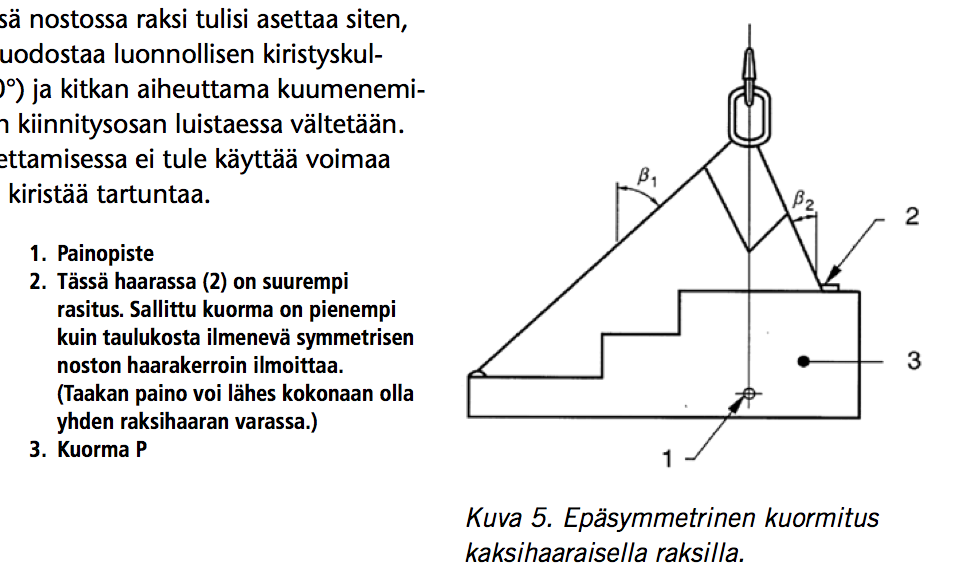 sä nostossa raksi tulisi asettaa siten,
uodostaa luonnollisen kiristyskul-
0°) ja kitkan aiheuttama kuumenemi-
n kiinnitysosan luistaessa vältetään.
ettamisessa ei tule käyttää voimaa
kiristää tartuntaa.
1. Painopiste
2. Tässä haarassa (2) on suurempi
rasitus. Sallittu kuorma on pienempi
kuin taulukosta ilmenevä symmetrisen
noston haarakerroin ilmoittaa.
(Taakan paino voi lähes kokonaan olla
yhden raksihaaran varassa.)
3. Kuorma P
β1
β2
2
3
1
Kuva 5. Epäsymmetrinen kuormitus
kaksihaaraisella raksilla.